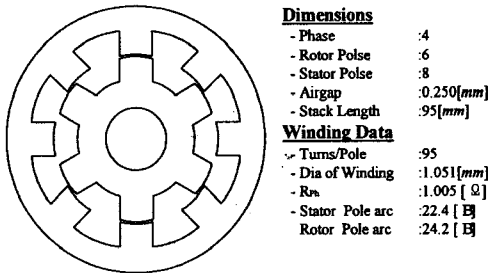 Dimensions
- Phase :4
- Rotor Polse :6
- Stator Polse :8
- Airgap :0.250[mm]
- Stack Length :95[mm]
Winding Data
- Turns/Pole :95
- Dia of Winding :1.051[mm]
- RPh :1.005 [ Ω]
- Stator Pole arc :22.4 [ B]
Rotor Pole arc :24.2 [ B]